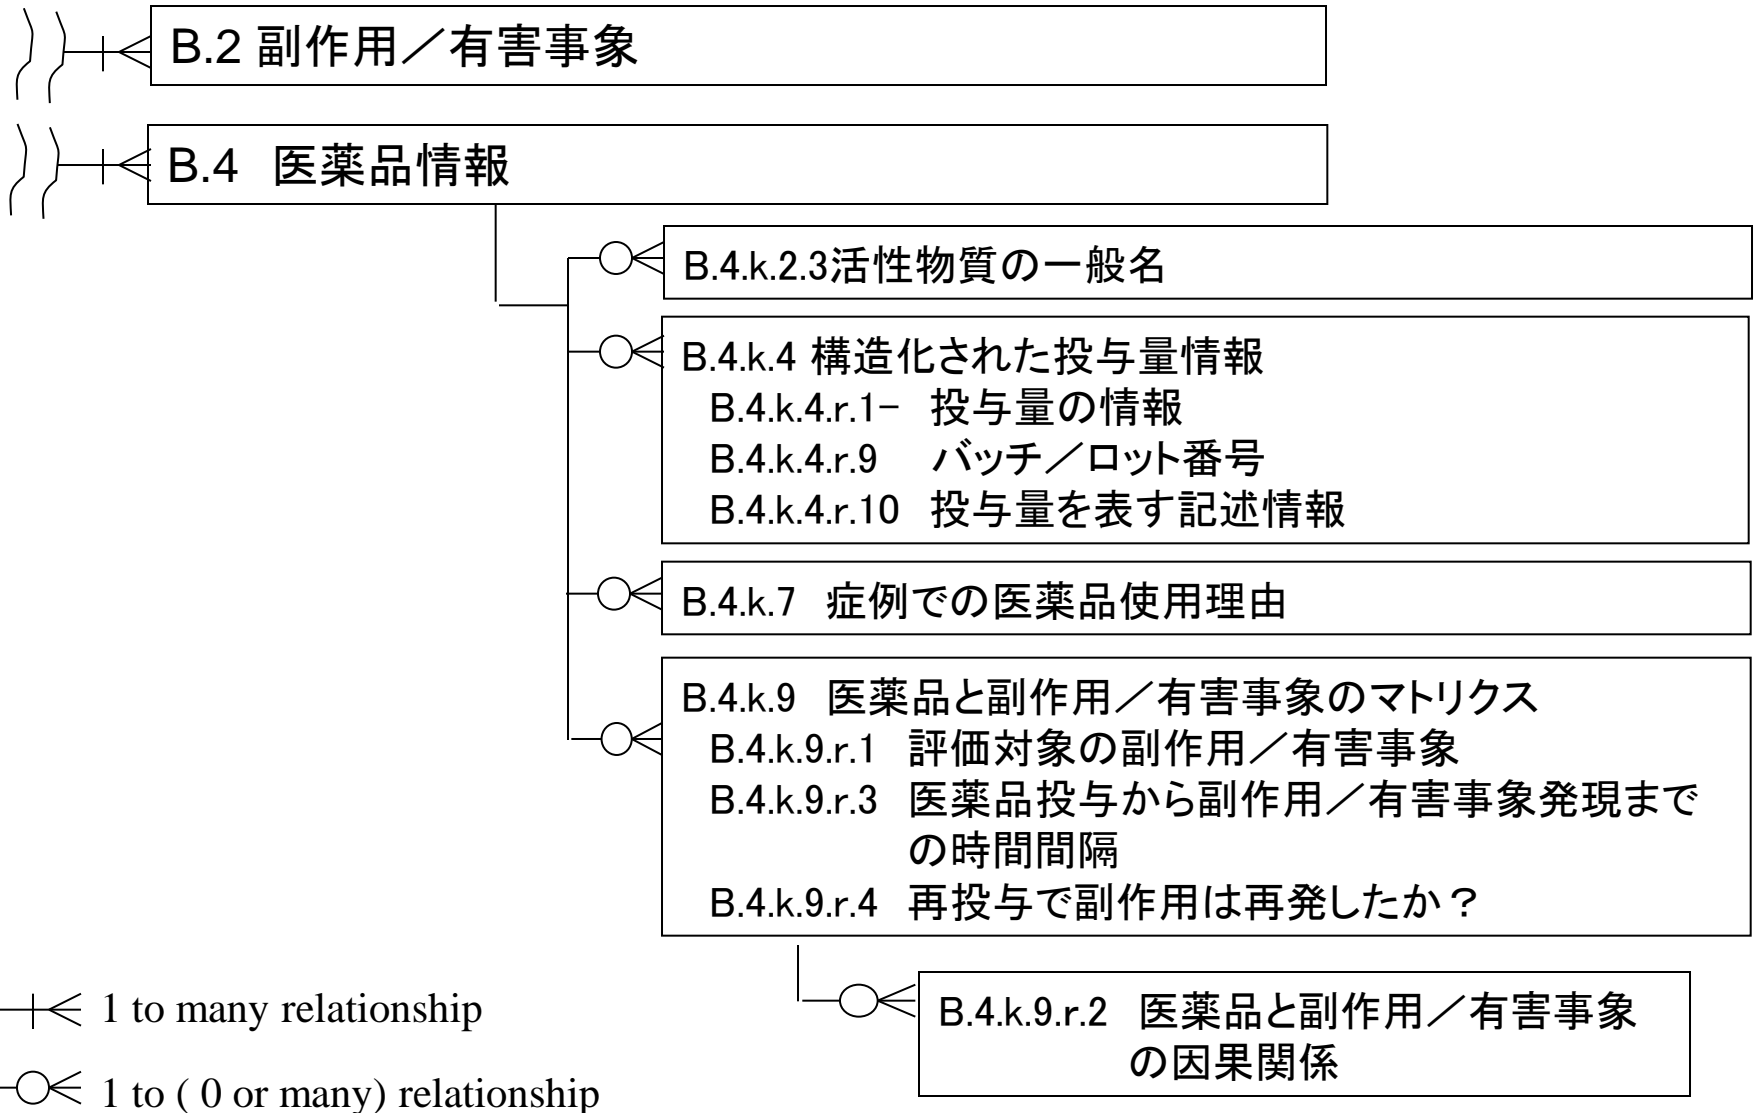 B.2 副作用／有害事象
B.4　医薬品情報
B.4.k.2.3活性物質の一般名
B.4.k.4 構造化された投与量情報
B.4.k.4.r.1−　投与量の情報
B.4.k.4.r.9　バッチ／ロット番号
B.4.k.4.r.10　投与量を表す記述情報
B.4.k.7　症例での医薬品使用理由
B.4.k.9　医薬品と副作用／有害事象のマトリクス
B.4.k.9.r.1　評価対象の副作用／有害事象
B.4.k.9.r.3　医薬品投与から副作用／有害事象発現まで
の時間間隔
B.4.k.9.r.4　再投与で副作用は再発したか？
B.4.k.9.r.2　医薬品と副作用／有害事象
の因果関係
1 to many relationship
1 to ( 0 or many) relationship